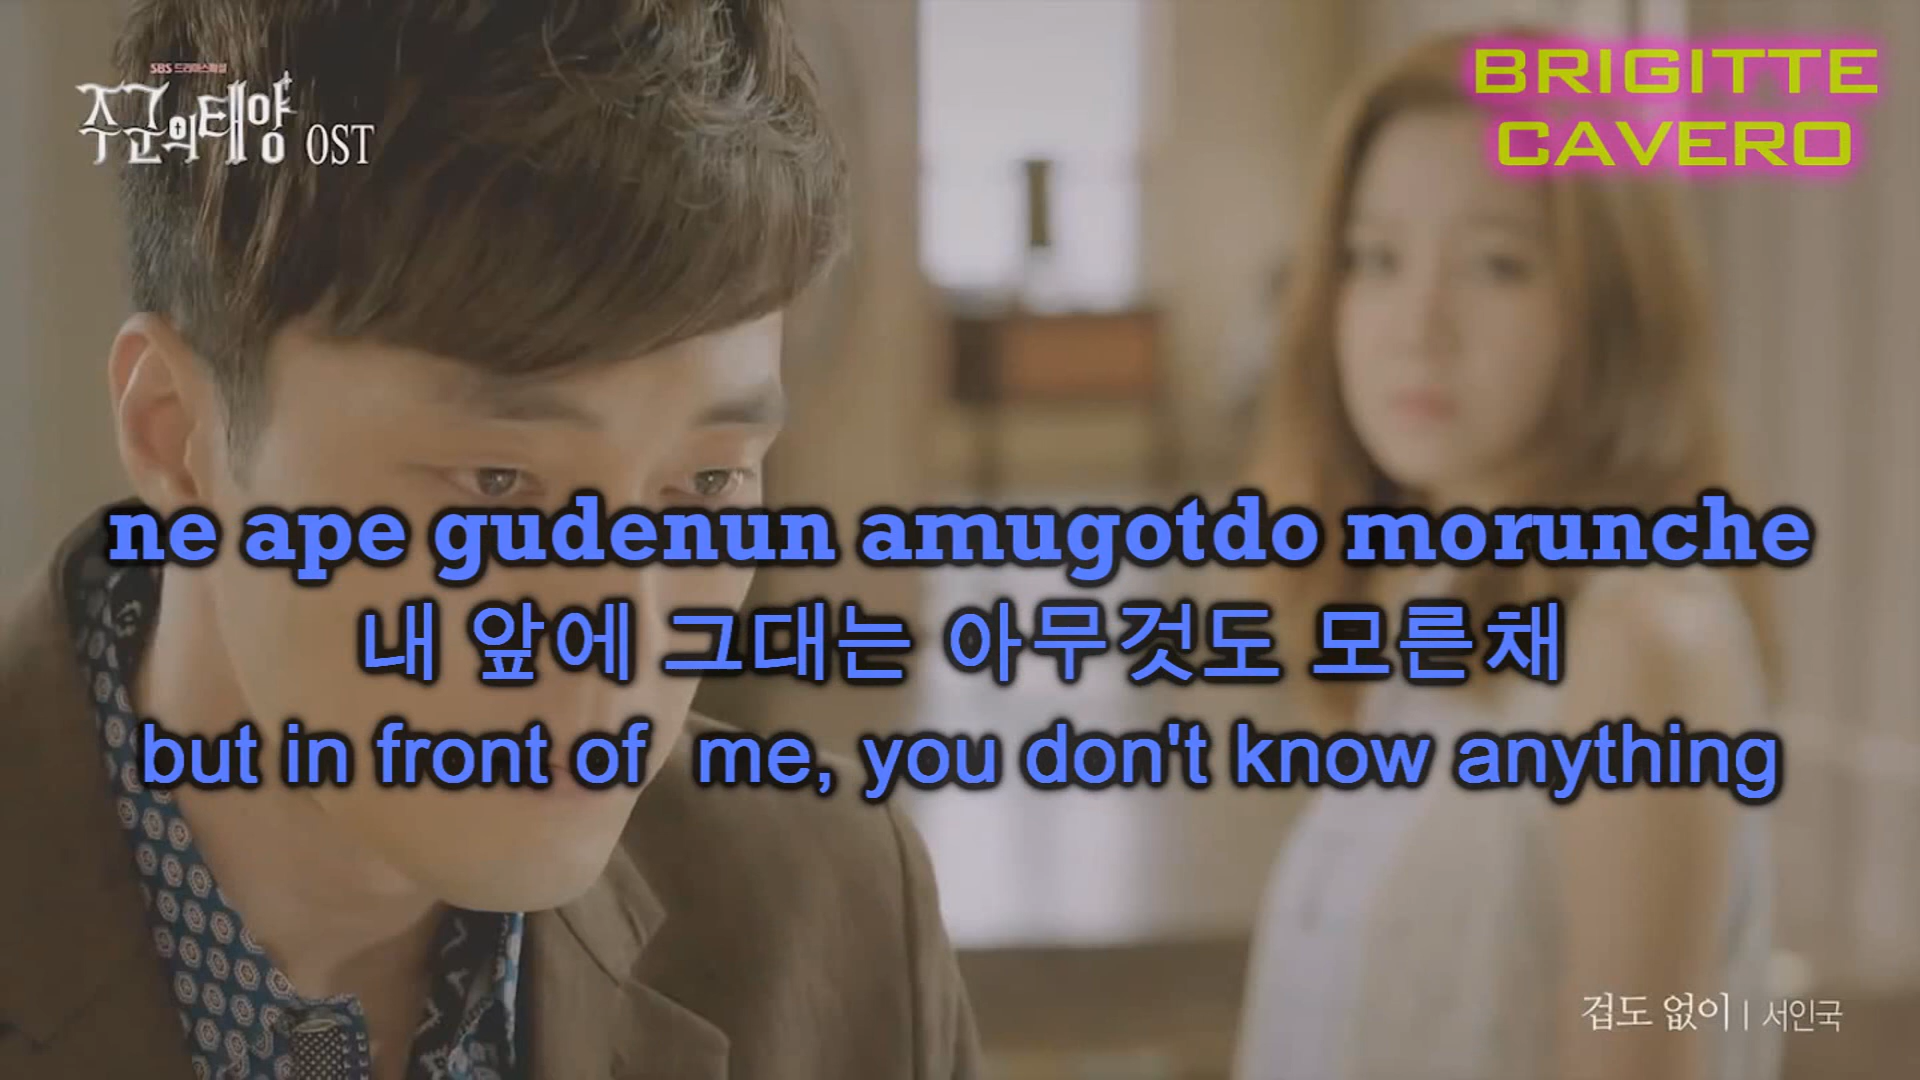 SBS 드라마스페셜
주군의태양 OST
BRIGITTE
CAVERO
ne ape gudenun amugotdo morunche
내 앞에 그대는 아무것도 모른채
but in front of  me, you don't know anything
겁도 없이 | 서인국